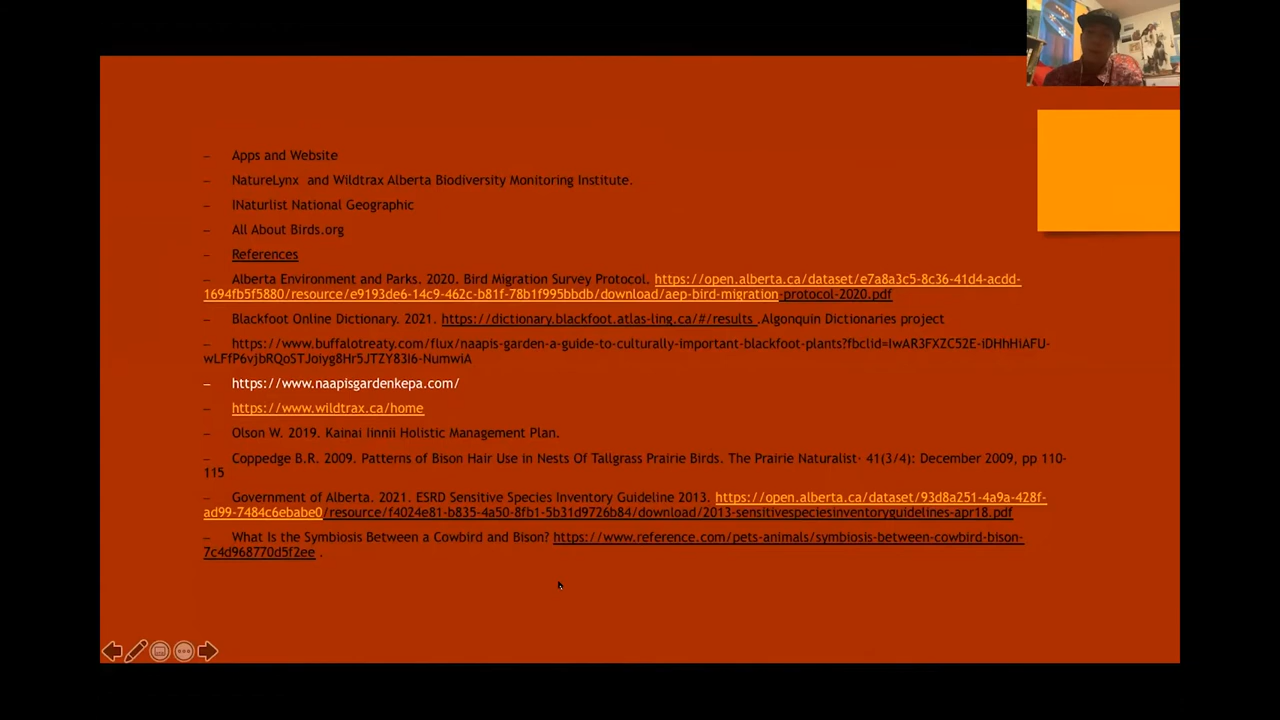 – Apps and Website
– NatureLynx and Wildtrax Alberta Biodiversity Monitoring Institute.
– INaturlist National Geographic
– All About Birds.org
– References
– Alberta Environment and Parks. 2020. Bird Migration Survey Protocol. https://open.alberta.ca/dataset/e7a8a3c5-8c36-41d4-acdd-
1694fb5f5880/resource/e9193de6-14c9-462c-b81f-78b1f995bbdb/download/aep-bird-migration-protocol-2020.pdf
– Blackfoot Online Dictionary. 2021. https://dictionary.blackfoot.atlas-ling.ca/#/results .Algonquin Dictionaries project
– https://www.buffalotreaty.com/flux/naapis-garden-a-guide-to-culturally-important-blackfoot-plants?fbclid=IwAR3FXZC52E-iDHhHiAFU-
wLFfP6vjbRQoSTJoiyg8Hr5JTZY83I6-NumwiA
– https://www.naapisgardenkepa.com/
– https://www.wildtrax.ca/home
– Olson W. 2019. Kainai Iinnii Holistic Management Plan.
– Coppedge B.R. 2009. Patterns of Bison Hair Use in Nests Of Tallgrass Prairie Birds. The Prairie Naturalist· 41(3/4): December 2009, pp 110-
115
– Government of Alberta. 2021. ESRD Sensitive Species Inventory Guideline 2013. https://open.alberta.ca/dataset/93d8a251-4a9a-428f-
ad99-7484c6ebabe0/resource/f4024e81-b835-4a50-8fb1-5b31d9726b84/download/2013-sensitivespeciesinventoryguidelines-apr18.pdf
– What Is the Symbiosis Between a Cowbird and Bison? https://www.reference.com/pets-animals/symbiosis-between-cowbird-bison-
7c4d968770d5f2ee .